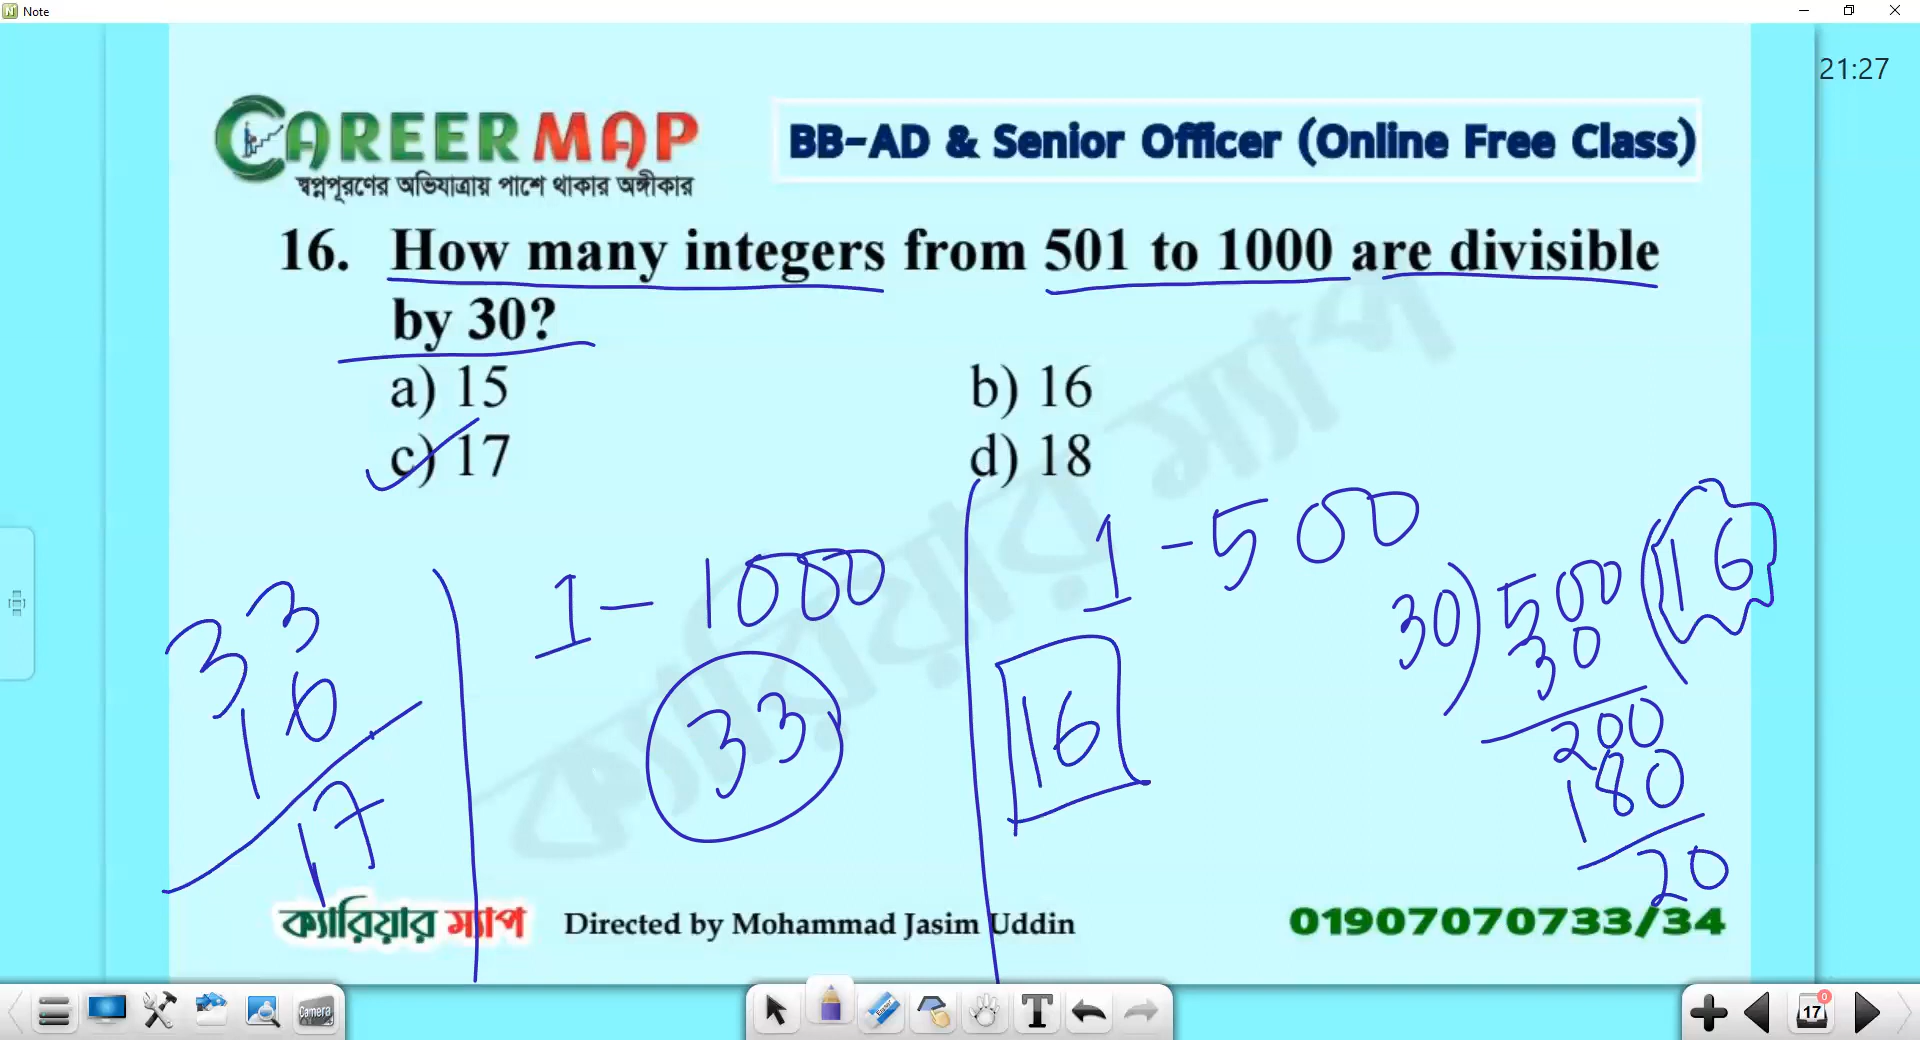 Note
21:27
CAREER MAP
স্বপ্নপূরণের অভিযাত্রায় পাশে থাকার অঙ্গীকার
BB-AD & Senior Officer (Online Free Class)
16. How many integers from 501 to 1000 are divisible
by 30?
a) 15
b) 16
c) 17
d) 18
ক্যারিয়ার ম্যাপ
33
16
17
1 - 1000
33
1 - 500
16
30) 500 (16
30
200
180
20
ক্যারিয়ার ম্যাপ
Directed by Mohammad Jasim Uddin
01907070733/34
Camera
T
17
0